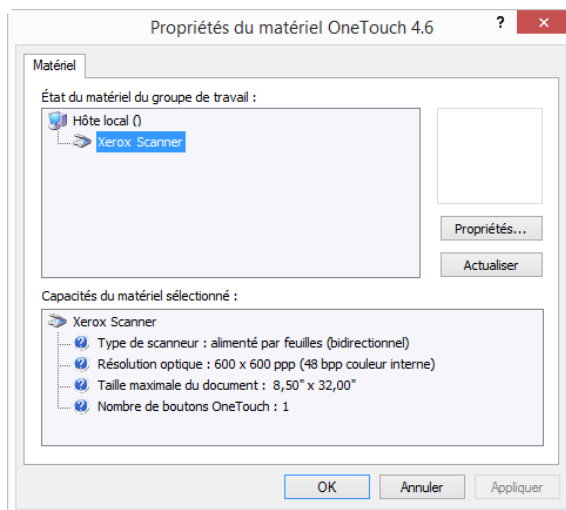 Propriétés du matériel OneTouch 4.6
?
×
Matériel
État du matériel du groupe de travail :
Hôte local ()
Xerox Scanner
Propriétés...
Actualiser
Capacités du matériel sélectionné :
Xerox Scanner
Type de scanneur : alimenté par feuilles (bidirectionnel)
Résolution optique : 600 x 600 ppp (48 bpp couleur interne)
Taille maximale du document : 8,50" x 32,00"
Nombre de boutons OneTouch : 1
OK
Annuler
Appliquer